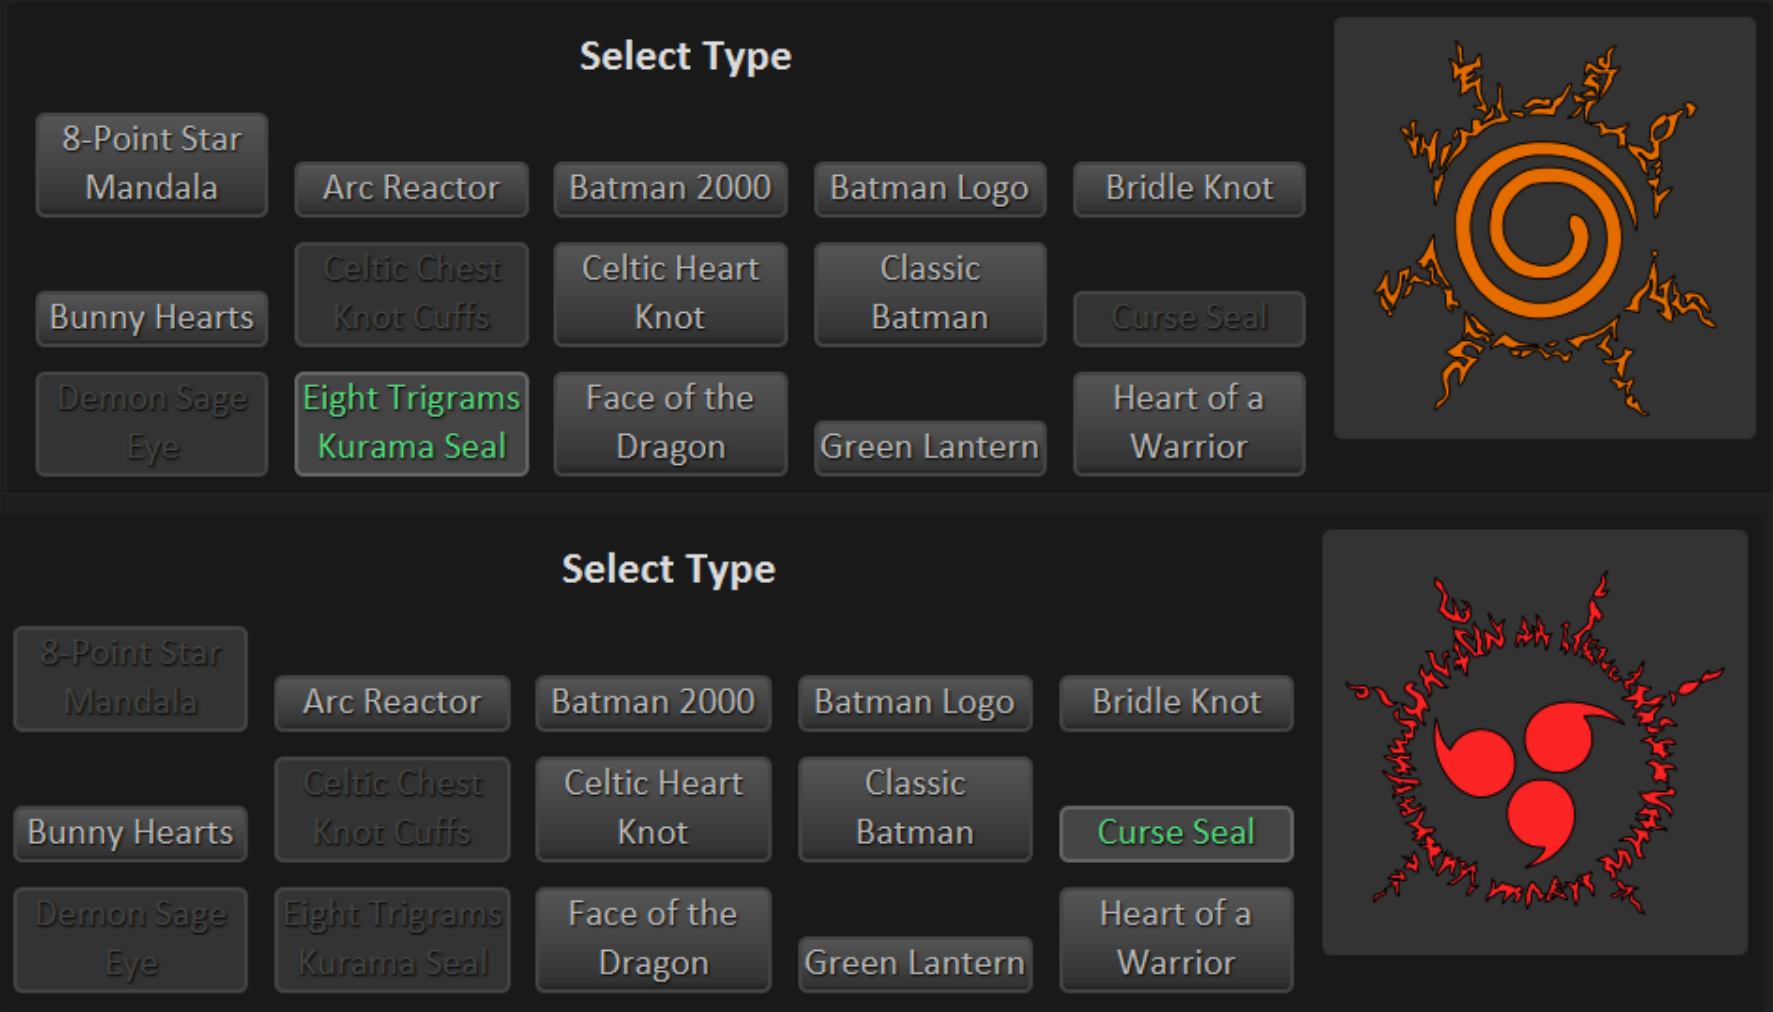 Select Type
8-Point Star
Mandala
Arc Reactor
Batman 2000
Batman Logo
Bridle Knot
Bunny Hearts
Celtic Chest
Knot Cuffs
Celtic Heart
Knot
Classic
Batman
Curse Seal
Demon Sage
Eye
Eight Trigrams
Kurama Seal
Face of the
Dragon
Green Lantern
Heart of a
Warrior
Select Type
8-Point Star
Mandala
Arc Reactor
Batman 2000
Batman Logo
Bridle Knot
Bunny Hearts
Celtic Chest
Knot Cuffs
Celtic Heart
Knot
Classic
Batman
Curse Seal
Demon Sage
Eye
Eight Trigrams
Kurama Seal
Face of the
Dragon
Green Lantern
Heart of a
Warrior